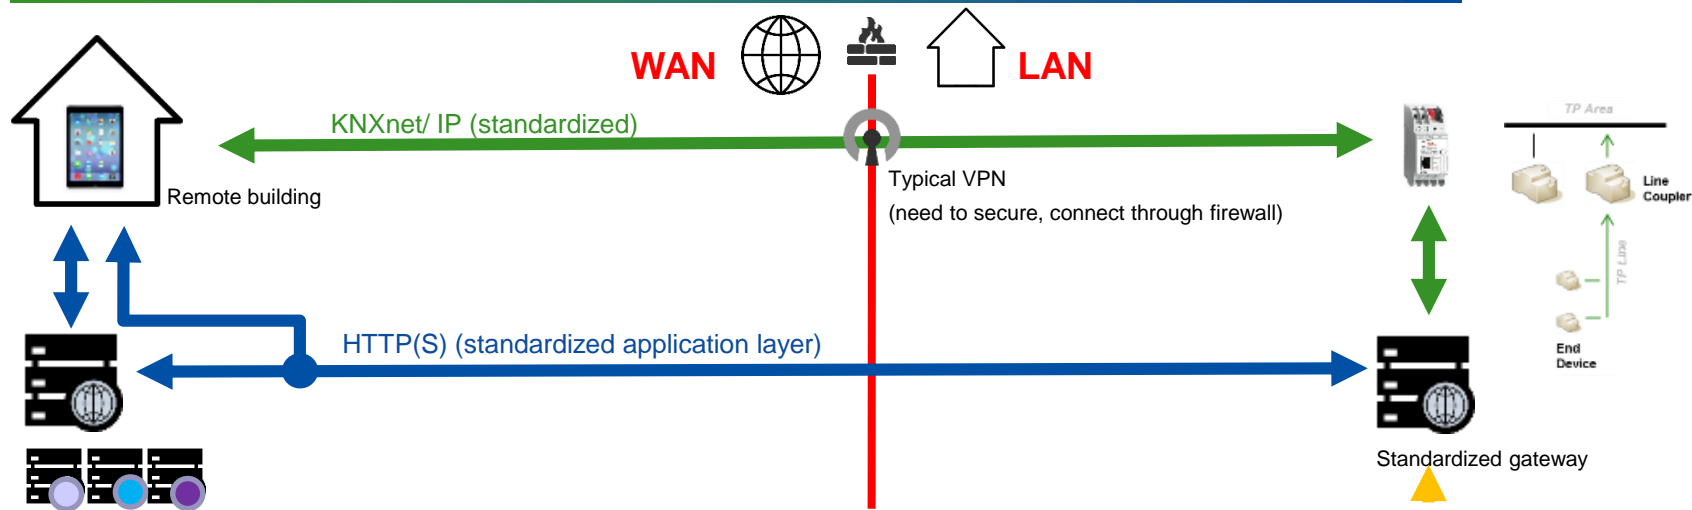 WAN
LAN
TP Area
KNXnet/ IP (standardized)
Typical VPN
(need to secure, connect through firewall)
Remote building
Line
Coupler
TP Line
HTTP(S) (standardized application layer)
End
Device
Standardized gateway